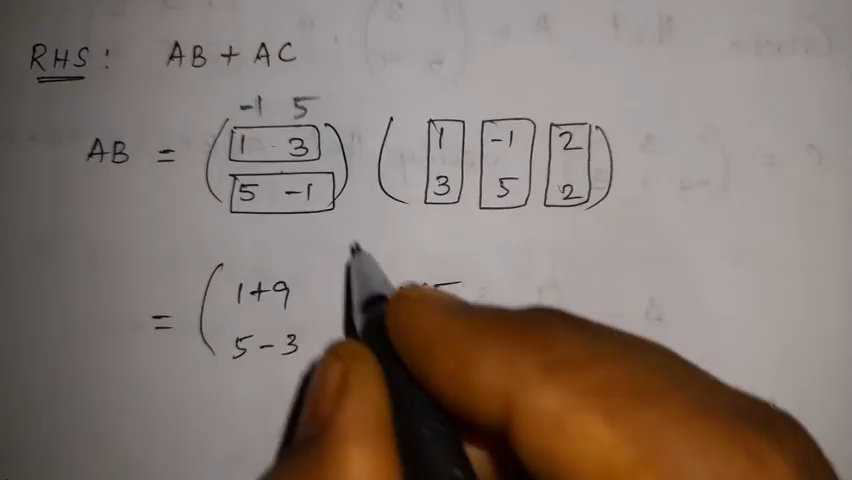 RHS: AB + AC
-1 5
AB = ( 1 3 ) ( 1 -1 2 )
5 -1 3 5 2
= ( 1+9
5-3